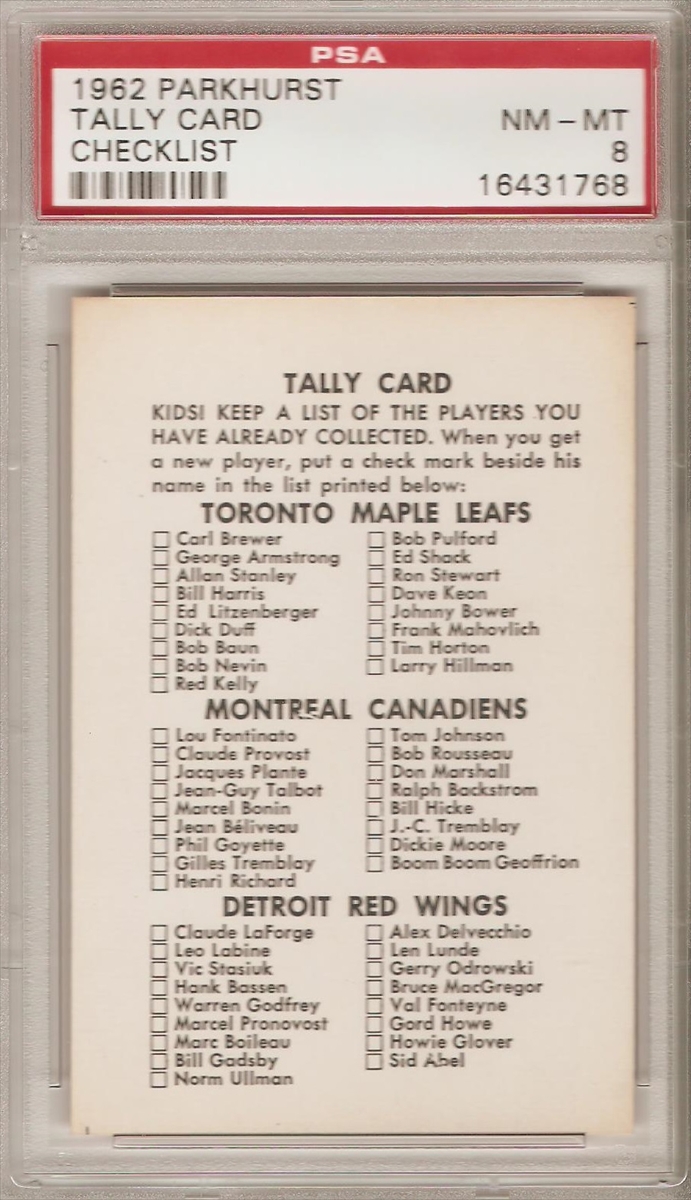 PSA
1962 PARKHURST
TALLY CARD NM - MT
CHECKLIST 8
16431768
TALLY CARD
KIDS! KEEP A LIST OF THE PLAYERS YOU
HAVE ALREADY COLLECTED. When you get
a new player, put a check mark beside his
name in the list printed below:
TORONTO MAPLE LEAFS
Carl Brewer
George Armstrong
Allan Stanley
Bill Harris
Ed Litzenberger
Dick Duff
Bob Baun
Bob Nevin
Red Kelly
Bob Pulford
Ed Shack
Ron Stewart
Dave Keon
Johnny Bower
Frank Mahovlich
Tim Horton
Larry Hillman
MONTREAL CANADIENS
Lou Fontinato
Claude Provost
Jacques Plante
Jean-Guy Talbot
Marcel Bonin
Jean Béliveau
Phil Goyette
Gilles Tremblay
Henri Richard
Tom Johnson
Bob Rousseau
Don Marshall
Ralph Backstrom
Bill Hicke
J.-C. Tremblay
Dickie Moore
Boom Boom Geoffrion
DETROIT RED WINGS
Claude LaForge
Leo Labine
Vic Stasiuk
Hank Bassen
Warren Godfrey
Marcel Pronovost
Marc Boileau
Bill Gadsby
Norm Ullman
Alex Delvecchio
Len Lunde
Gerry Odrowski
Bruce MacGregor
Val Fonteyne
Gord Howe
Howie Glover
Sid Abel